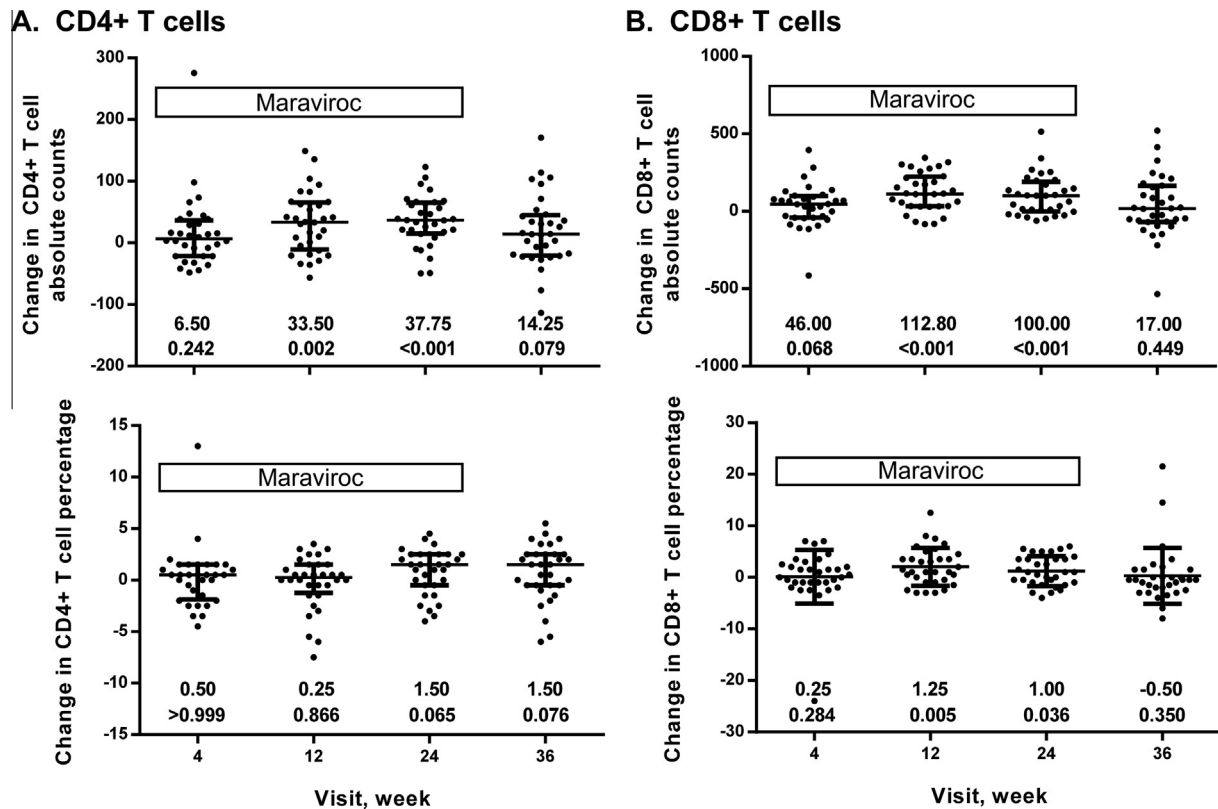 A. CD4+ T cells
Change in CD4+ T cell
absolute counts
300
200
100
0
-100
-200
Maraviroc
6.50 33.50 37.75 14.25
0.242 0.002 <0.001 0.079
B. CD8+ T cells
Change in CD8+ T cell
absolute counts
1000
500
0
-500
-1000
Maraviroc
46.00 112.80 100.00 17.00
0.068 <0.001 <0.001 0.449
Change in CD4+ T cell percentage
15
10
5
0
-5
-10
-15
Maraviroc
0.50 0.25 1.50 1.50
>0.999 0.866 0.065 0.076
4 12 24 36
Visit, week
Change in CD8+ T cell percentage
30
20
10
0
-10
-20
-30
Maraviroc
0.25 1.25 1.00 -0.50
0.284 0.005 0.036 0.350
4 12 24 36
Visit, week